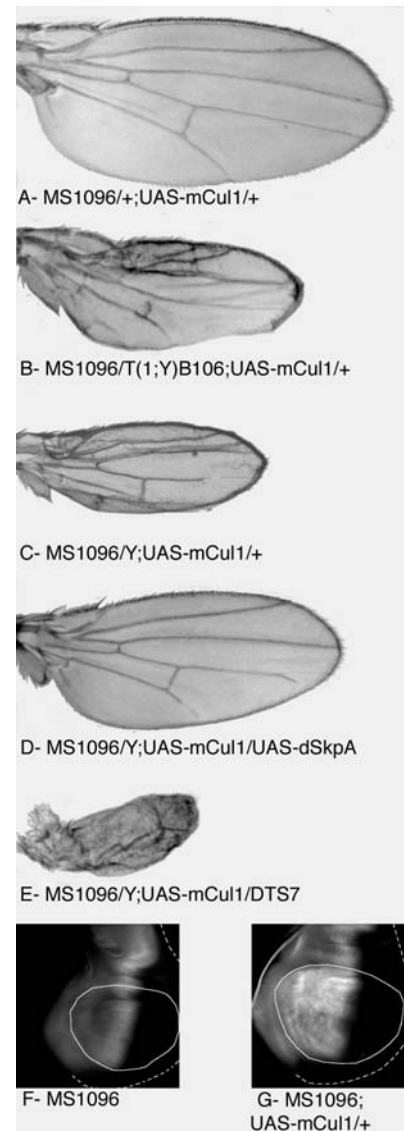 A- MS1096/+;UAS-mCul1/+
B- MS1096/T(1;Y)B106;UAS-mCul1/+
C- MS1096/Y;UAS-mCul1/+
D- MS1096/Y;UAS-mCul1/UAS-dSkpA
E- MS1096/Y;UAS-mCul1/DTS7
F- MS1096
G- MS1096;
UAS-mCul1/+